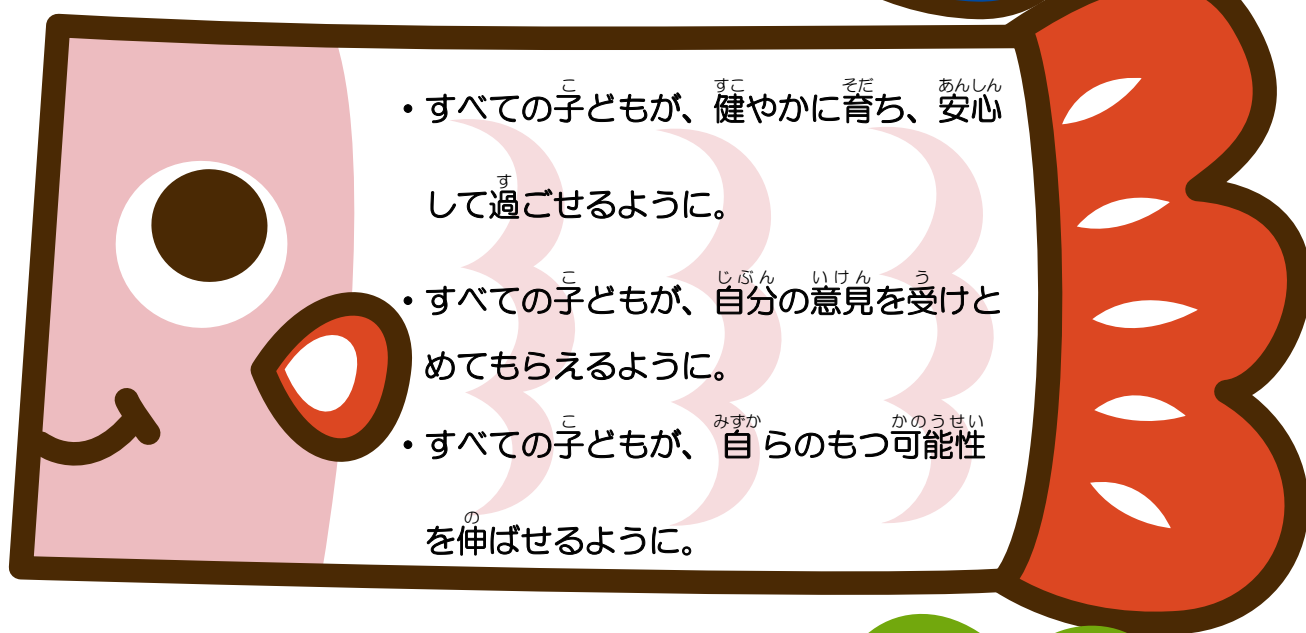 ・すべての子どもが、健やかに育ち、安心
して過ごせるように。
・すべての子どもが、自分の意見を受けと
めてもらえるように。
・すべての子どもが、自らのもつ可能性
を伸ばせるように。